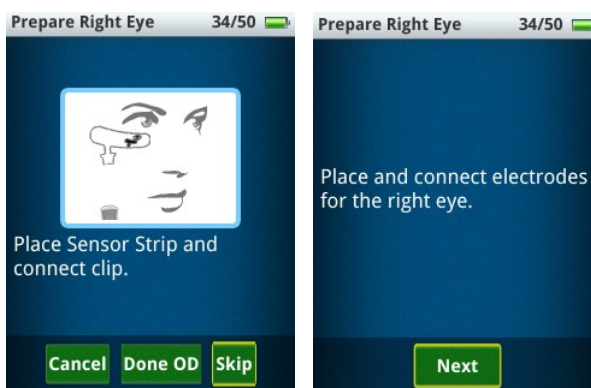 Prepare Right Eye 34/50
Place Sensor Strip and
connect clip.
Cancel Done OD Skip
Prepare Right Eye 34/50
Place and connect electrodes
for the right eye.
Next